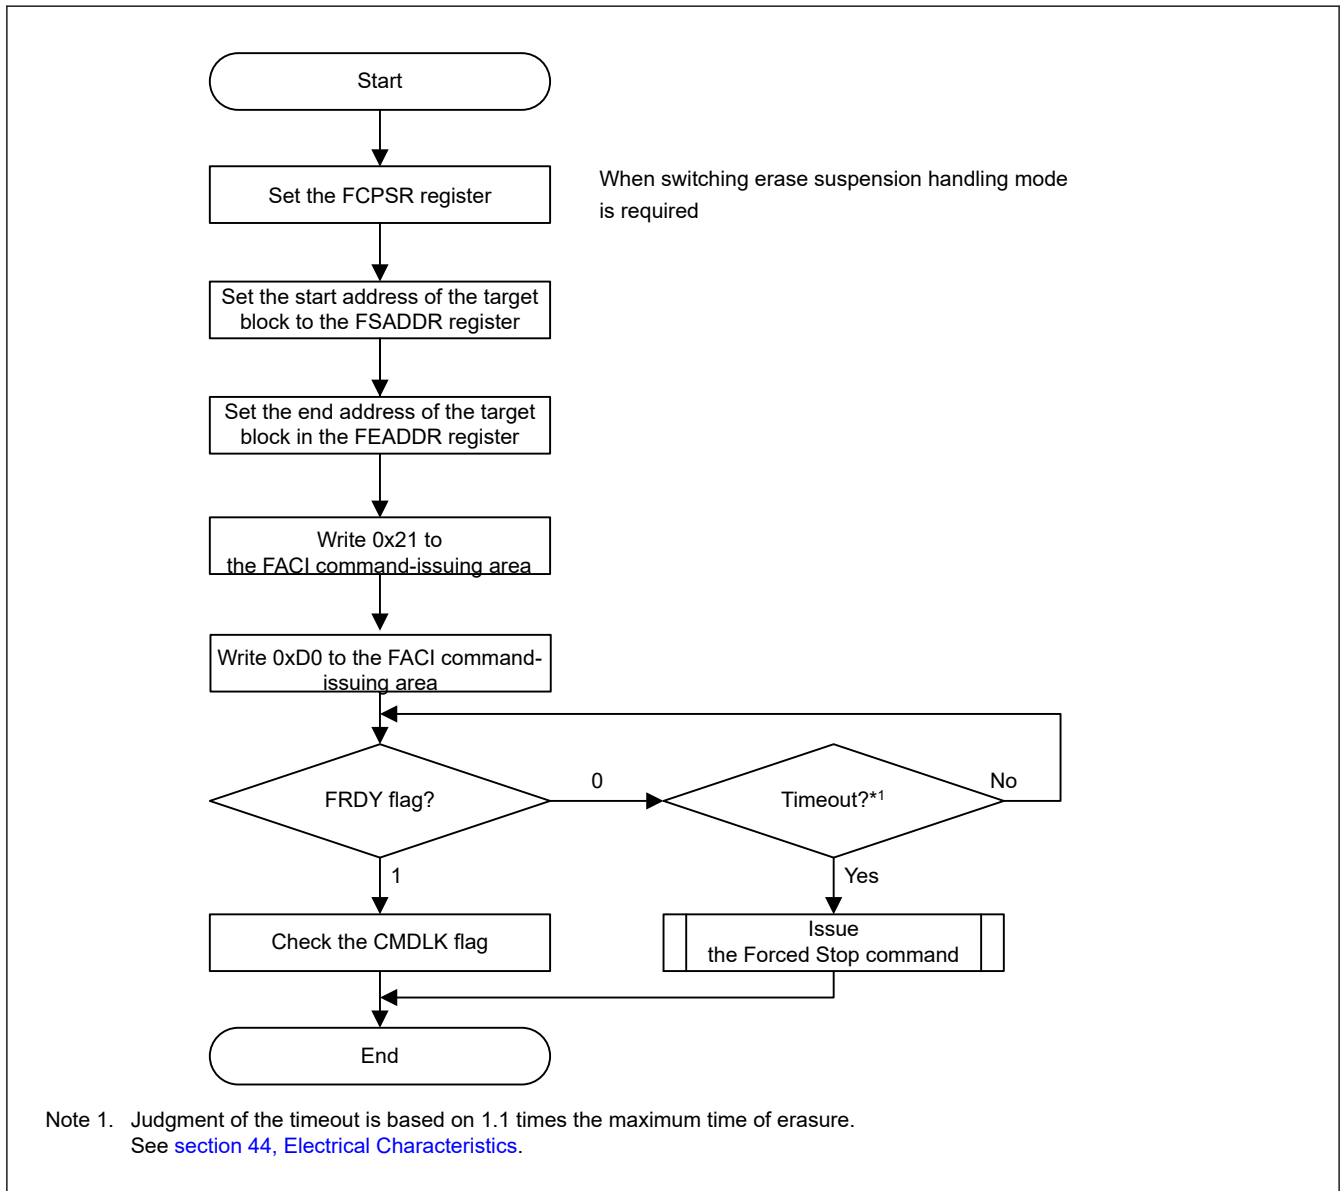 Start
Set the FCPSR register
When switching erase suspension handling mode
is required
Set the start address of the target
block to the FSADDR register
Set the end address of the target
block in the FEADDR register
Write 0x21 to
the FACI command-issuing area
Write 0xD0 to the FACI command-
issuing area
FRDY flag?
0
Timeout?*1
No
1
Yes
Check the CMDLK flag
Issue
the Forced Stop command
End
Note 1. Judgment of the timeout is based on 1.1 times the maximum time of erasure.
See section 44, Electrical Characteristics.